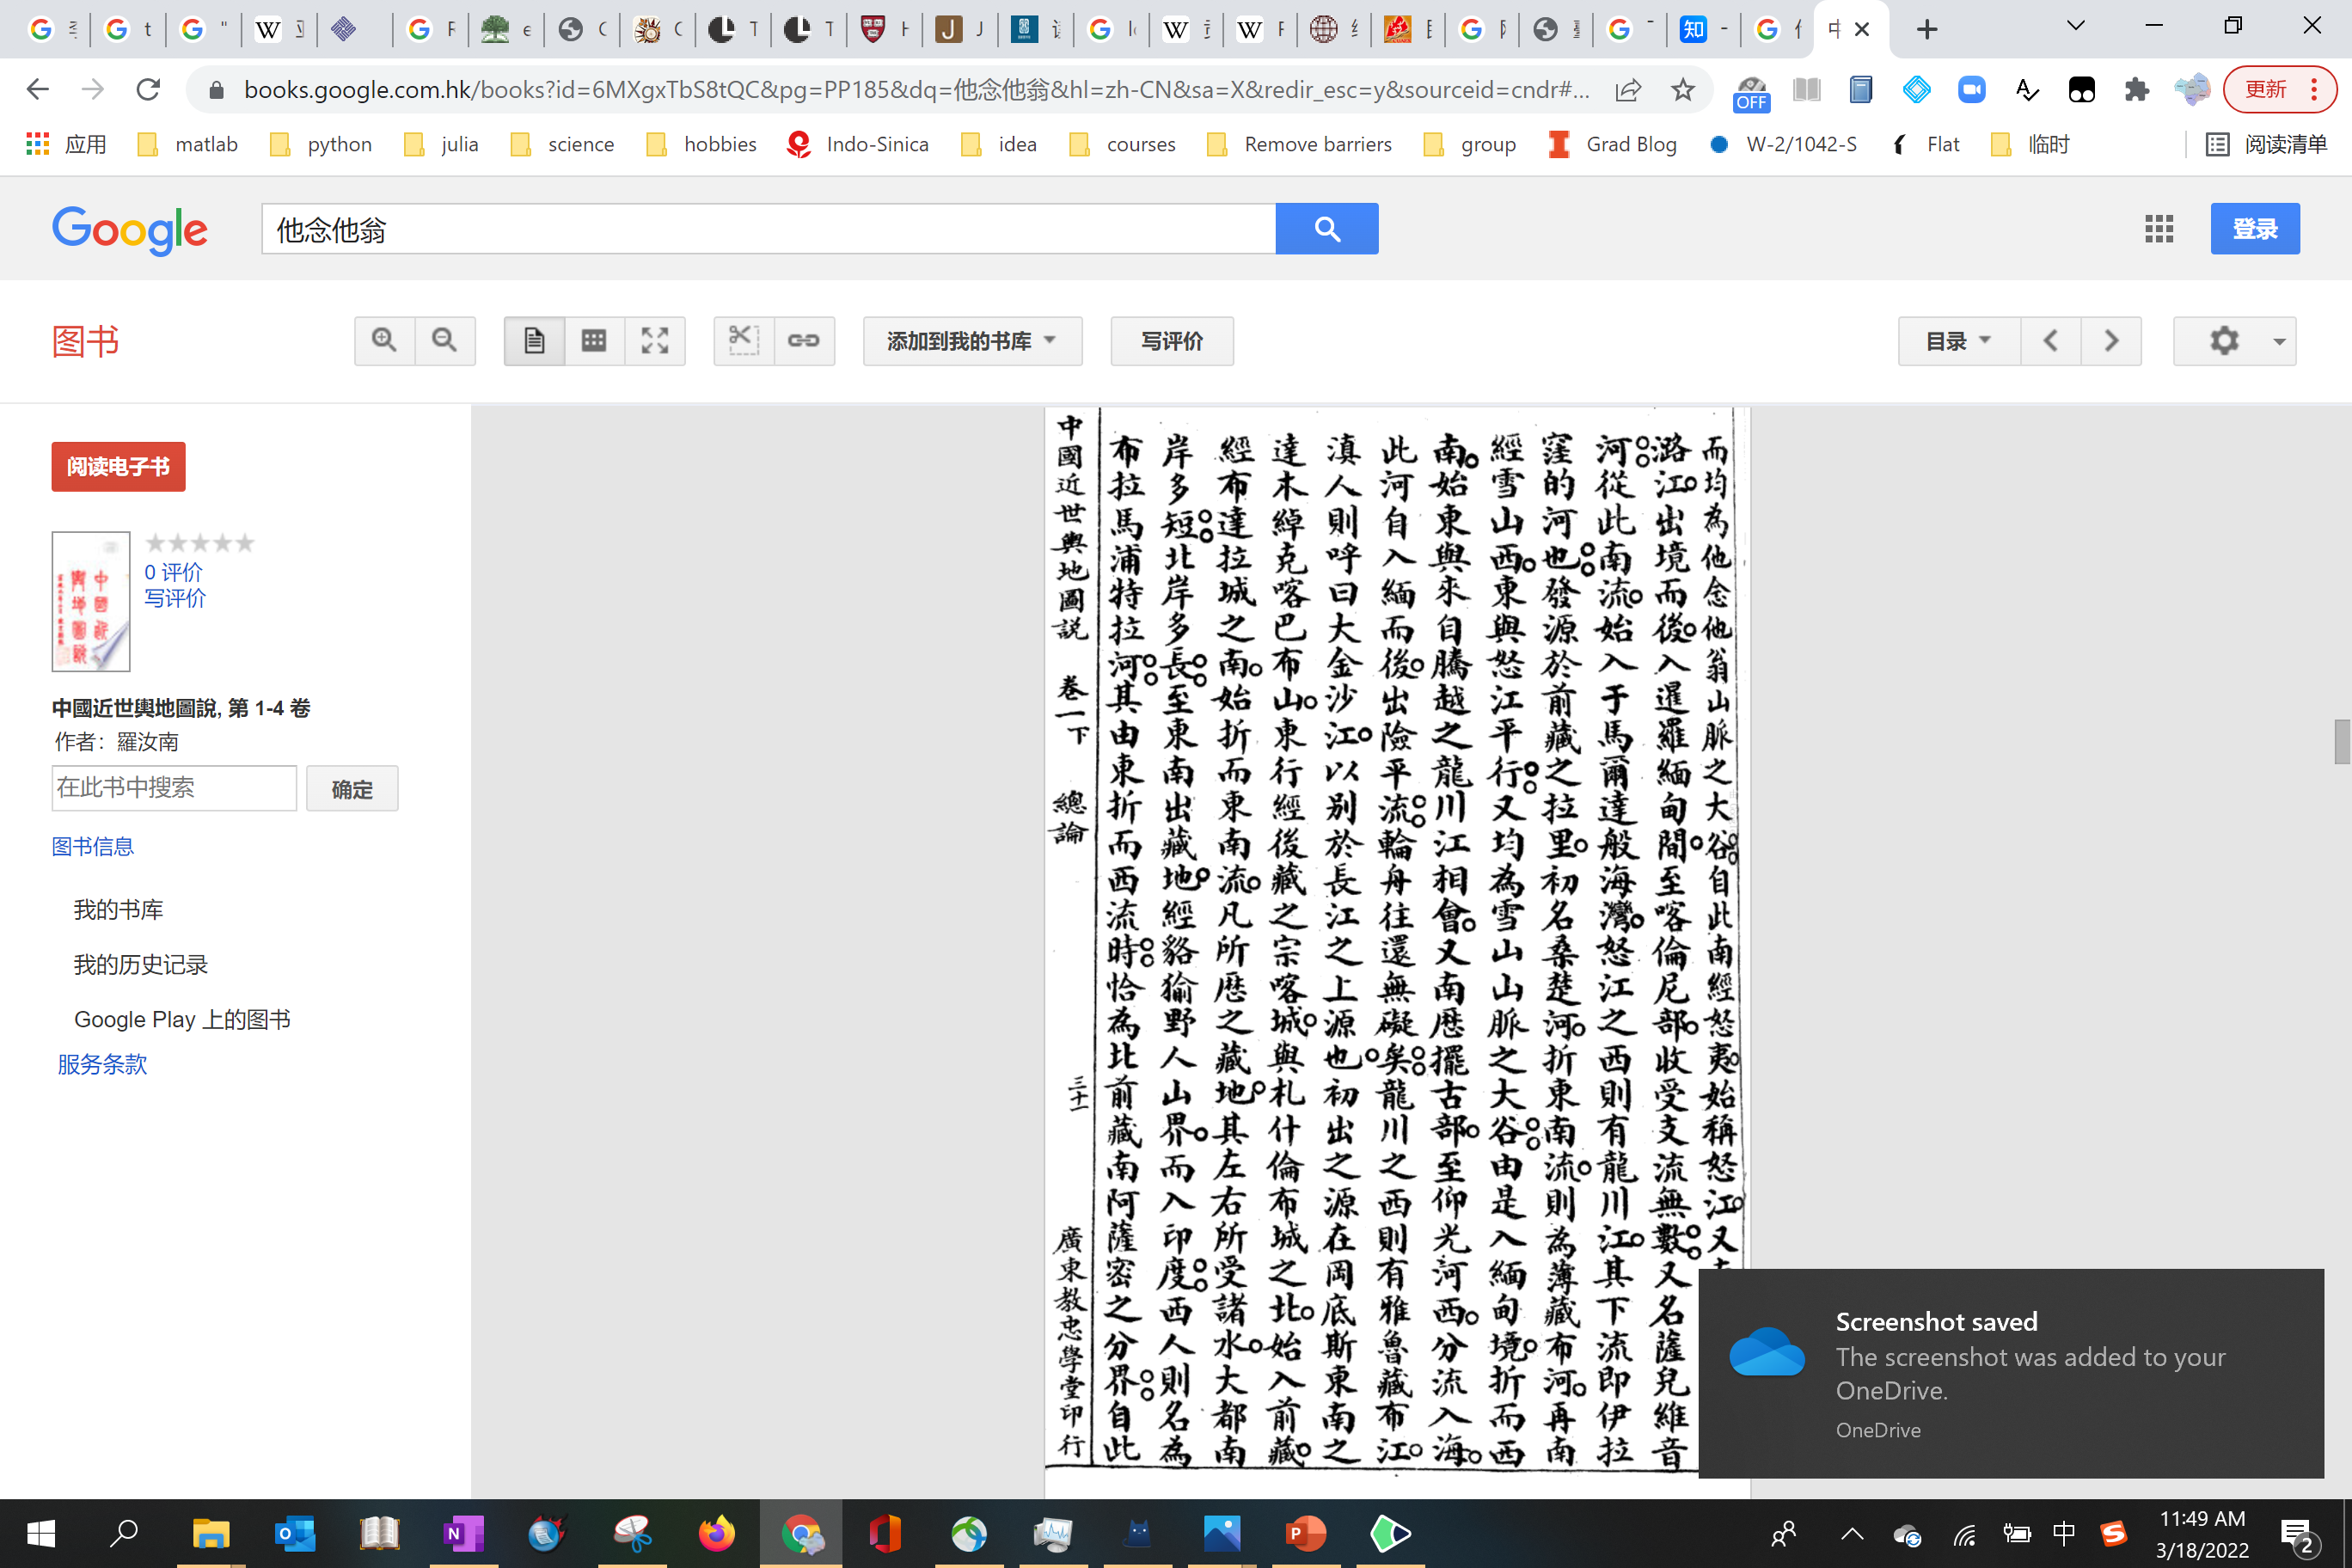 books.google.com.hk/books?id=6MXgxTbS8tQC&pg=PP185&dq=他念他翁&hl=zh-CN&sa=X&redir_esc=y&sourceid=cndr#...
OFF
更新
应用 matlab python julia science hobbies Indo-Sinica idea courses Remove barriers group Grad Blog W-2/1042-S Flat 临时 阅读清单
Google 他念他翁 登录
图书 添加到我的书库 写评价 目录
阅读电子书
0 评价
写评价
中國近世輿地圖說, 第 1-4 卷
作者：羅汝南
在此书中搜索 确定
图书信息
我的书库
我的历史记录
Google Play 上的图书
服务条款
而均為他念他翁山脈之大谷自此南經怒夷始稱怒江又
潞江出境而後入暹羅緬甸間至喀倫尼部收受支流無數又名薩兒維音
河從此南流始入于馬爾達般海灣怒江之西則有龍川江其下流即伊拉
窪的河也發源於前藏之拉里初名桑楚河折東南流則為薄藏布河再南
經雪山西東與怒江平行又均為雪山山脈之大谷由是入緬甸境折而西
南始東與來自騰越之龍川江相會又南歷擺古部至仰光河西分流入海
此河自入緬而後出險平流輪舟往還無礙矣龍川之西則有雅魯藏布江
滇人則呼曰大金沙江以别於長江之上源也初出之源在岡底斯東南之
達木綽克喀巴布山東行經後藏之宗喀城與札什倫布城之北始入前藏
經布達拉城之南始折而東南流凡所歷之藏地其左右所受諸水大都南
岸多短北岸多長至東南出藏地經貉㺄野人山界而入印度西人則名為
布拉馬浦特拉河其由東折而西流時恰為比前藏南阿薩密之分界自此
中國近世輿地圖説 卷一下 總論 三十一 廣東教忠學堂印行
Screenshot saved
The screenshot was added to your
OneDrive.
OneDrive
中
11:49 AM
3/18/2022
2